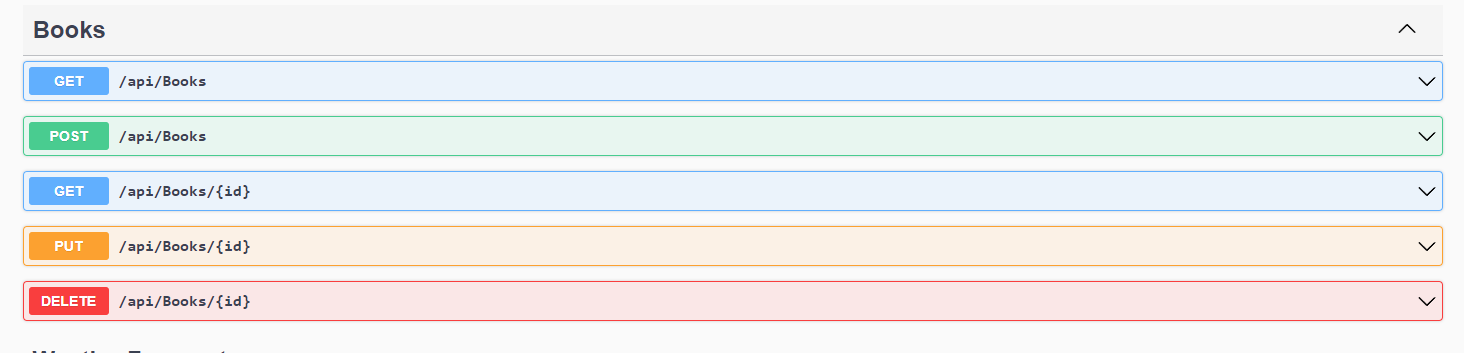 Books
GET /api/Books
POST /api/Books
GET /api/Books/{id}
PUT /api/Books/{id}
DELETE /api/Books/{id}